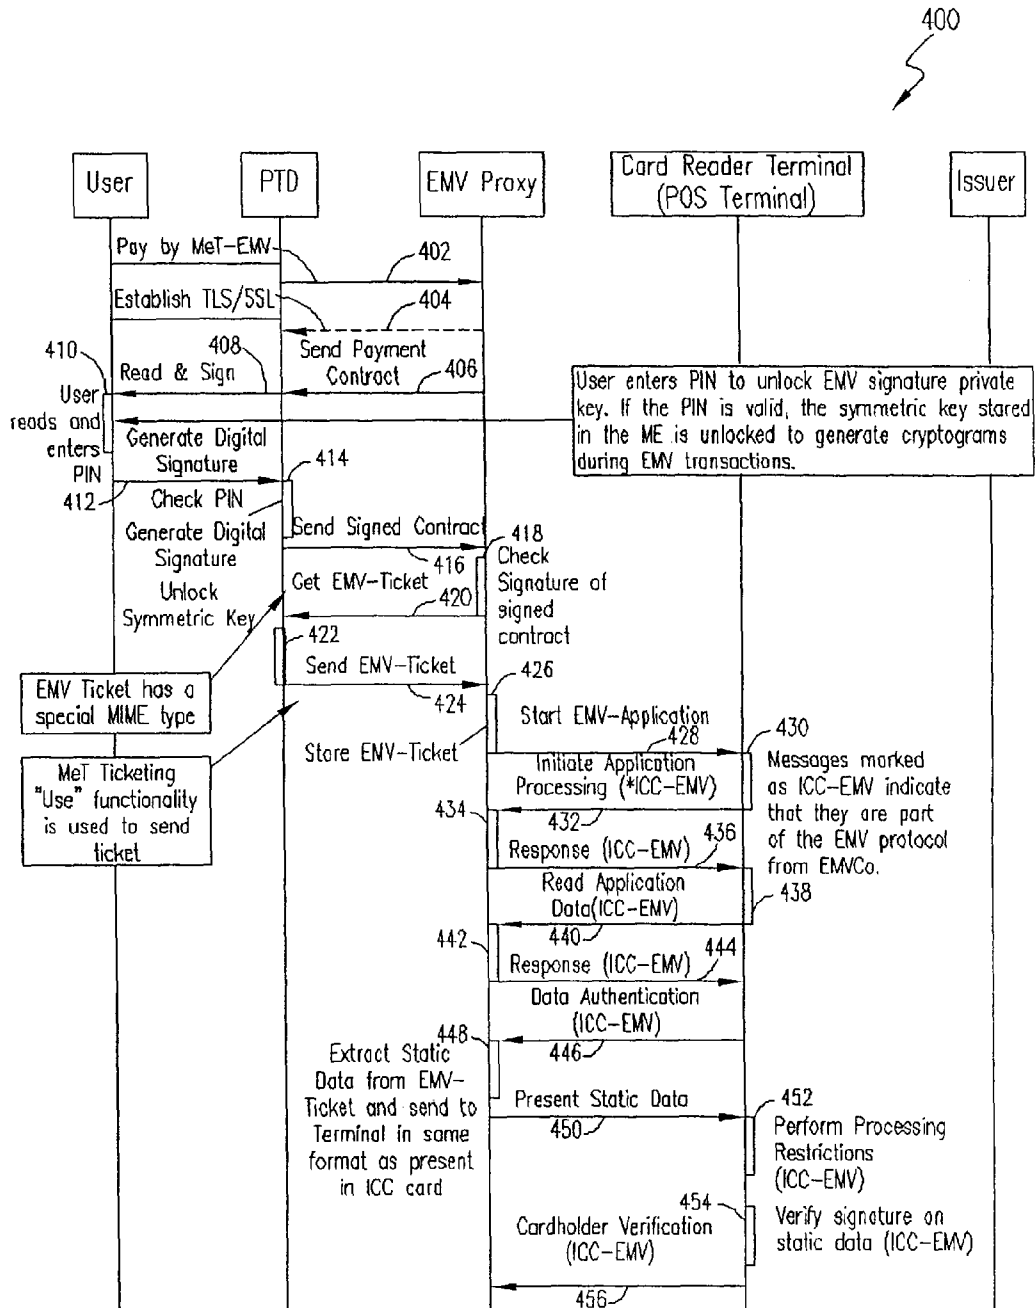 400
User
PTD
EMV Proxy
Card Reader Terminal
(POS Terminal)
Issuer
Pay by MeT-EMV
402
Establish TLS/SSL
404
Send Payment
Contract
410
408
Read & Sign
406
User
reads and
enters
PIN
User enters PIN to unlock EMV signature private
key. If the PIN is valid, the symmetric key stared
in the ME is unlocked to generate cryptograms
during EMV transactions.
Generate Digital
Signature
412
414
Check PIN
Generate Digital
Signature
Unlock
Symmetric Key
Send Signed Contract
416
418
Check
Signature of
signed
contract
Get EMV-Ticket
420
422
Send EMV-Ticket
424
EMV Ticket has a
special MIME type
MeT Ticketing
"Use" functionality
is used to send
ticket
426
Store EMV-Ticket
Start EMV-Application
428
430
Initiate Application
Processing (*ICC-EMV)
432
Messages marked
as ICC-EMV indicate
that they are part
of the EMV protocol
from EMVCo.
434
436
Response (ICC-EMV)
Read Application
Data(ICC-EMV)
438
440
442
444
Response (ICC-EMV)
Data Authentication
(ICC-EMV)
446
448
Extract Static
Data from EMV-
Ticket and send to
Terminal in same
format as present
in ICC card
Present Static Data
450
452
Perform Processing
Restrictions
(ICC-EMV)
454
Verify signature on
static data (ICC-EMV)
Cardholder Verification
(ICC-EMV)
456